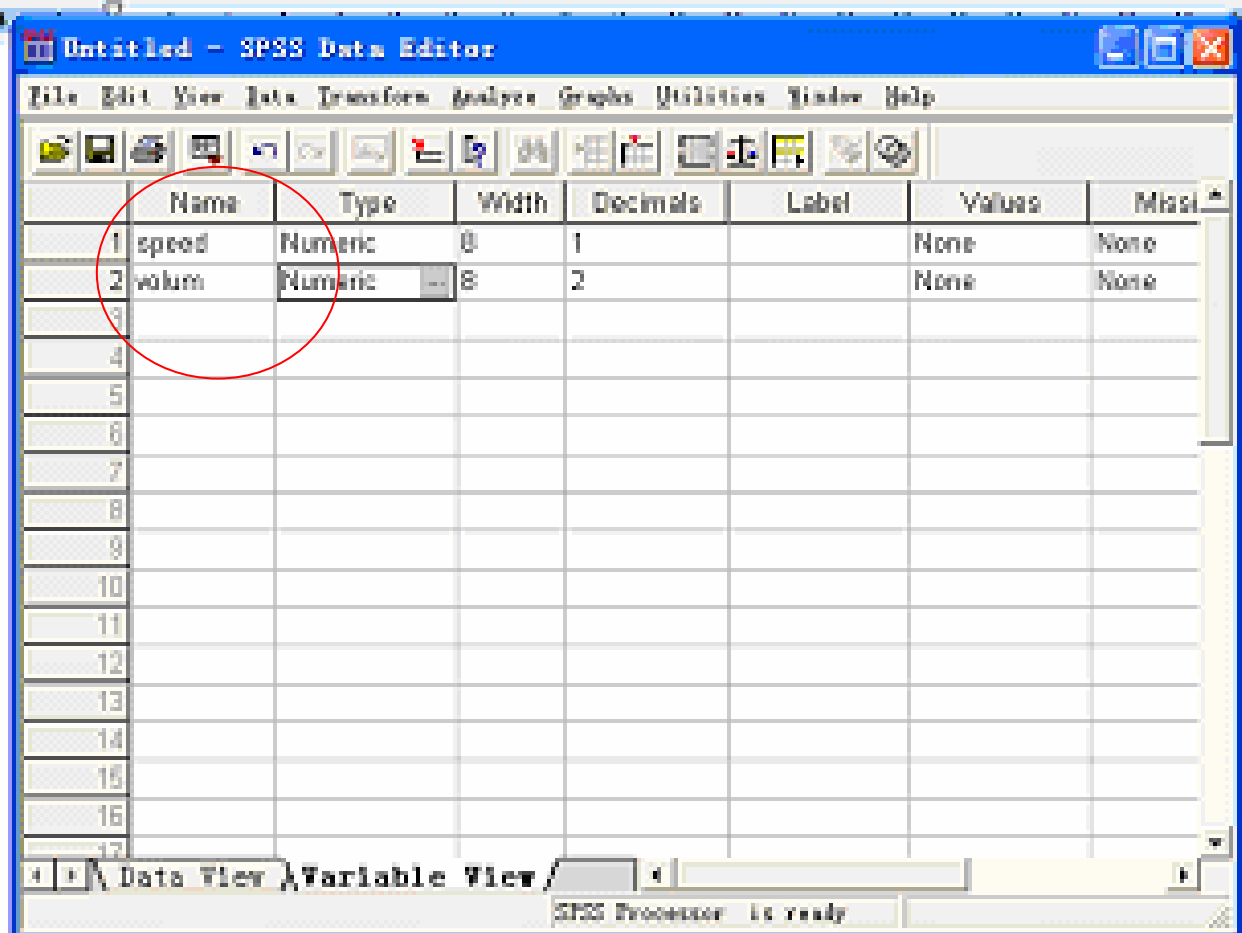 Untitled - SPSS Data Editor
File Edit View Data Transform Analyze Graphs Utilities Window Help
Name Type Width Decimals Label Values Missi
1 speed Numeric 8 1 None None
2 volum Numeric ... 8 2 None None
3
4
5
6
7
8
9
10
11
12
13
14
15
16
17
Data View Variable View
SPSS Processor is ready